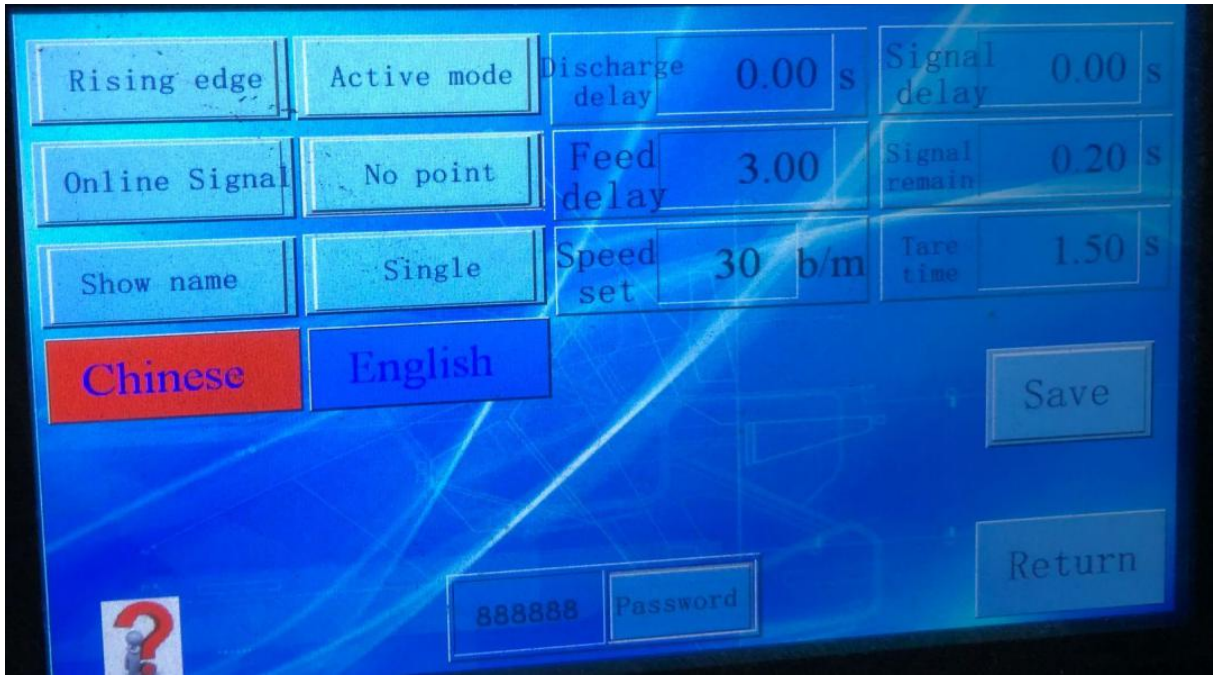 Rising edge
Active mode
Discharge
delay
0.00 s
Signal
delay
0.00 s
Online Signal
No point
Feed
delay
3.00
Signal
remain
0.20 s
Show name
Single
Speed
set
30 b/m
Tare
time
1.50 s
Chinese
English
Save
Return
888888
Password